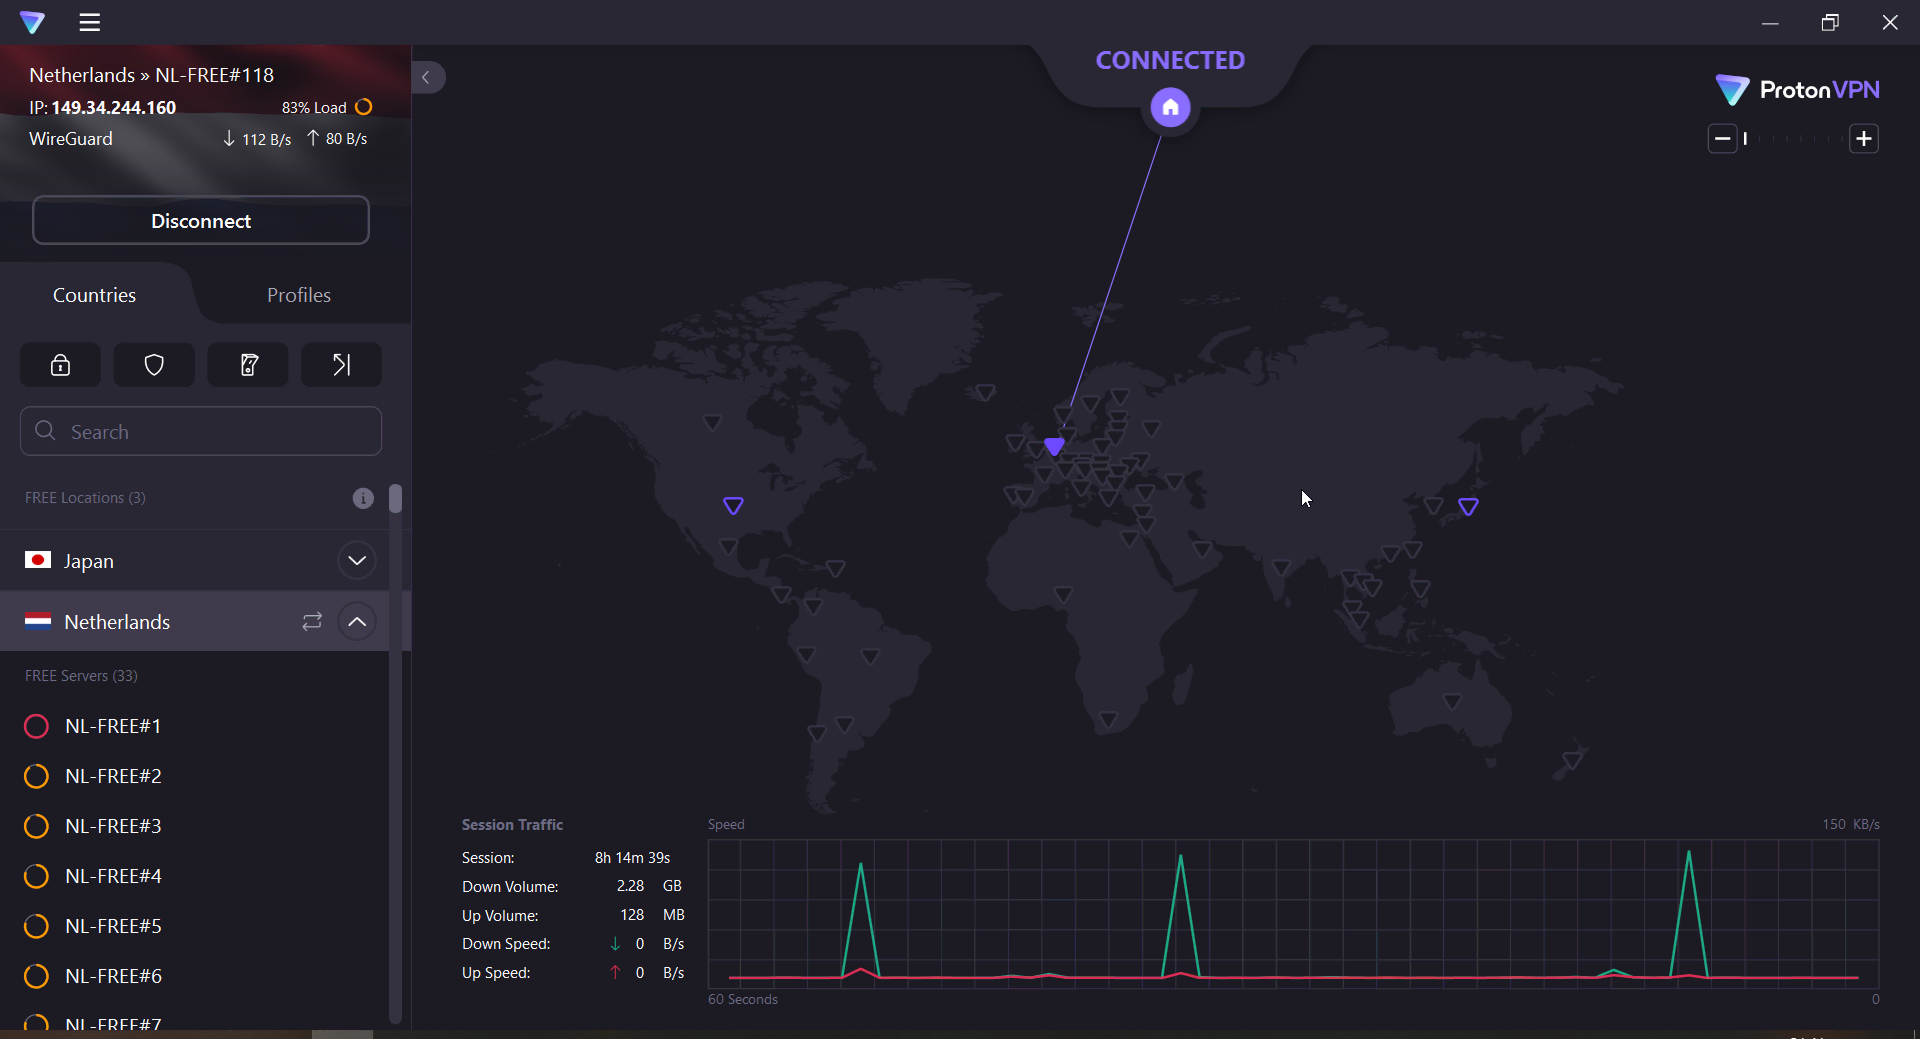 Netherlands » NL-FREE#118
IP: 149.34.244.160
83% Load
WireGuard
↓ 112 B/s ↑ 80 B/s
Disconnect
Countries
Profiles
Search
FREE Locations (3)
Japan
Netherlands
FREE Servers (33)
NL-FREE#1
NL-FREE#2
NL-FREE#3
NL-FREE#4
NL-FREE#5
NL-FREE#6
NL-FREE#7
CONNECTED
ProtonVPN
Session Traffic
Session: 8h 14m 39s
Down Volume: 2.28 GB
Up Volume: 128 MB
Down Speed: ↓ 0 B/s
Up Speed: ↑ 0 B/s
Speed
150 KB/s
60 Seconds
0